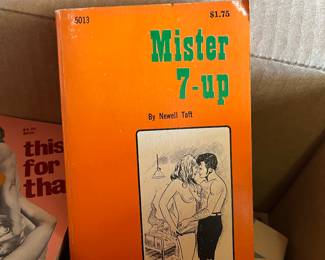 5013
$1.75
Mister
7-up
By Newell Taft
this
for
tha